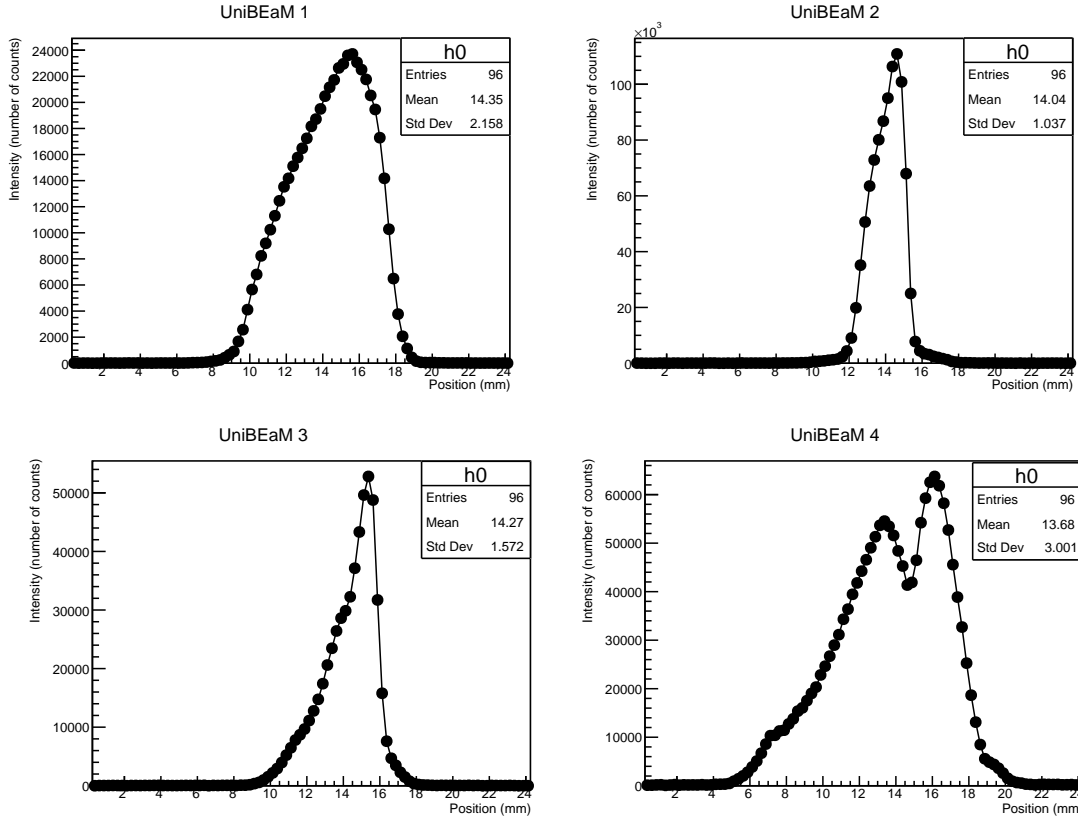 UniBEaM 1
Intensity (number of counts)
24000
22000
20000
18000
16000
14000
12000
10000
8000
6000
4000
2000
0
2 4 6 8 10 12 14 16 18 20 22 24
Position (mm)
h0
Entries 96
Mean 14.35
Std Dev 2.158
UniBEaM 2
×10³
Intensity (number of counts)
100
80
60
40
20
0
2 4 6 8 10 12 14 16 18 20 22 24
Position (mm)
h0
Entries 96
Mean 14.04
Std Dev 1.037
UniBEaM 3
Intensity (number of counts)
50000
40000
30000
20000
10000
0
2 4 6 8 10 12 14 16 18 20 22 24
Position (mm)
h0
Entries 96
Mean 14.27
Std Dev 1.572
UniBEaM 4
Intensity (number of counts)
60000
50000
40000
30000
20000
10000
0
2 4 6 8 10 12 14 16 18 20 22 24
Position (mm)
h0
Entries 96
Mean 13.68
Std Dev 3.001